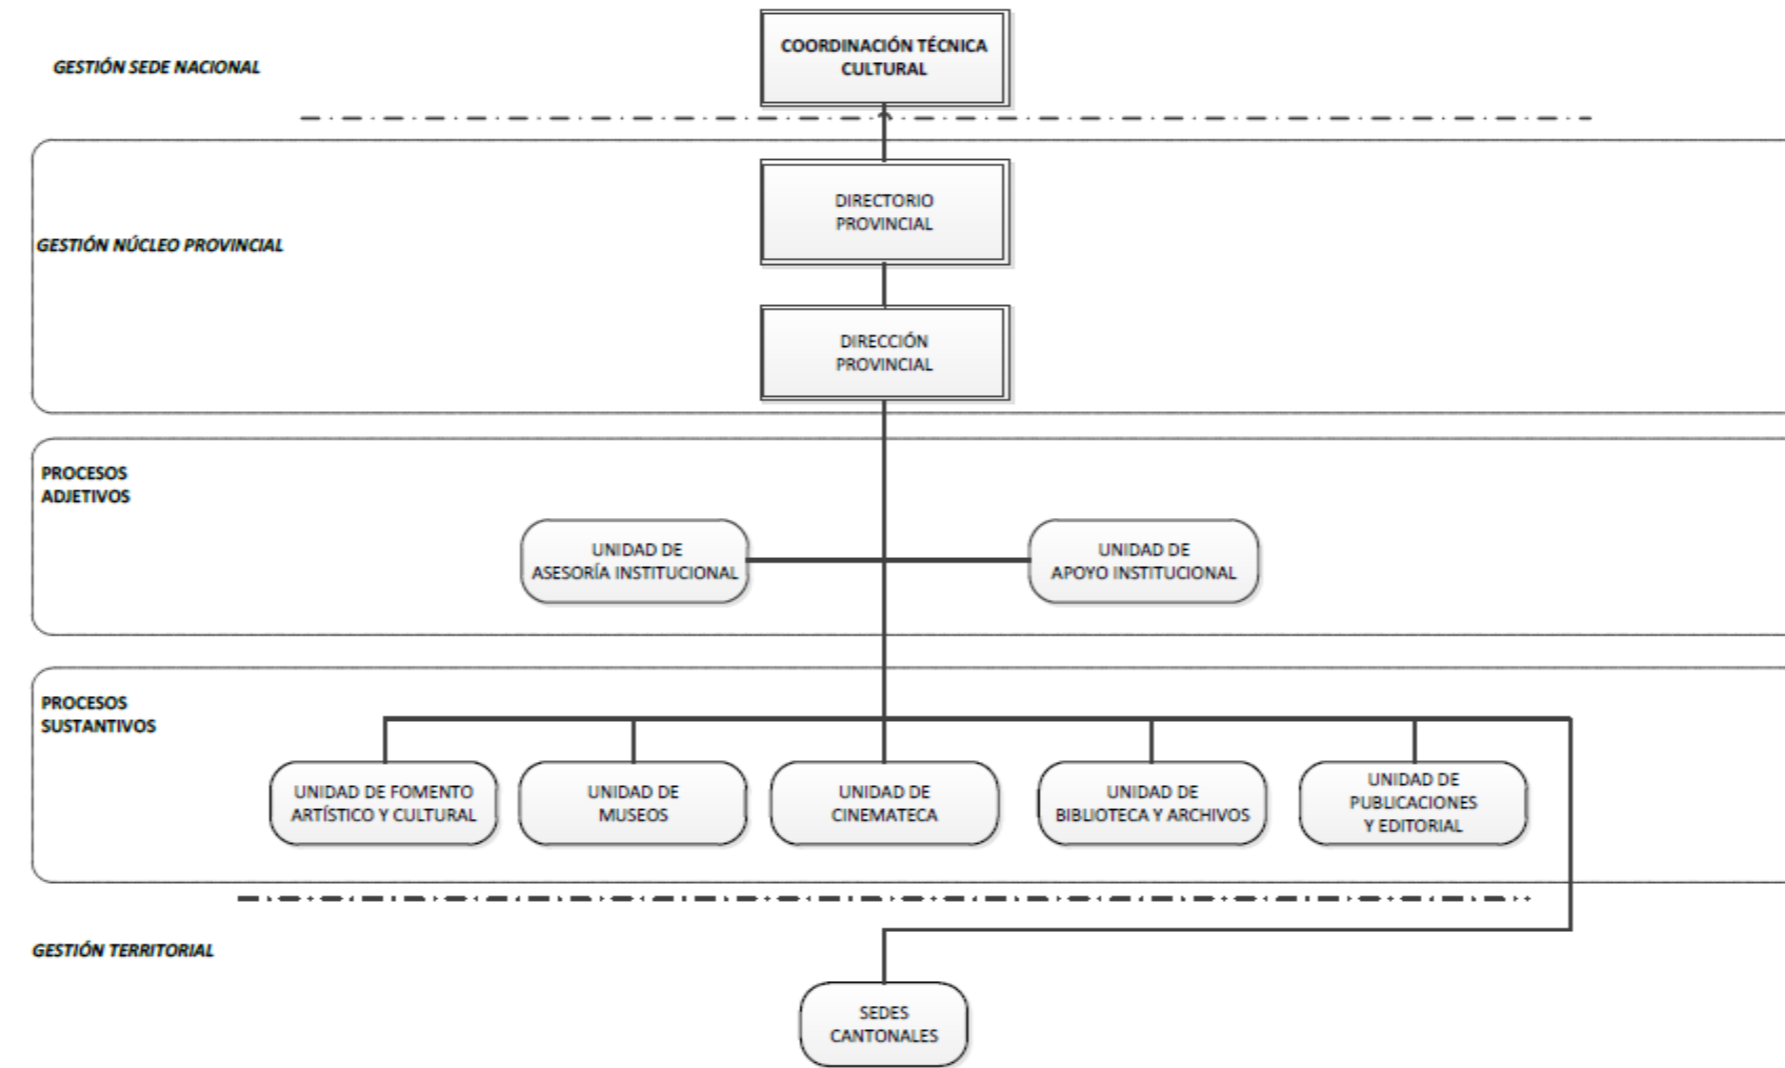 COORDINACIÓN TÉCNICA
CULTURAL
GESTIÓN SEDE NACIONAL
DIRECTORIO
PROVINCIAL
GESTIÓN NÚCLEO PROVINCIAL
DIRECCIÓN
PROVINCIAL
PROCESOS
ADJETIVOS
UNIDAD DE
ASESORÍA INSTITUCIONAL
UNIDAD DE
APOYO INSTITUCIONAL
PROCESOS
SUSTANTIVOS
UNIDAD DE FOMENTO
ARTÍSTICO Y CULTURAL
UNIDAD DE
MUSEOS
UNIDAD DE
CINEMATECA
UNIDAD DE
BIBLIOTECA Y ARCHIVOS
UNIDAD DE
PUBLICACIONES
Y EDITORIAL
GESTIÓN TERRITORIAL
SEDES
CANTONALES